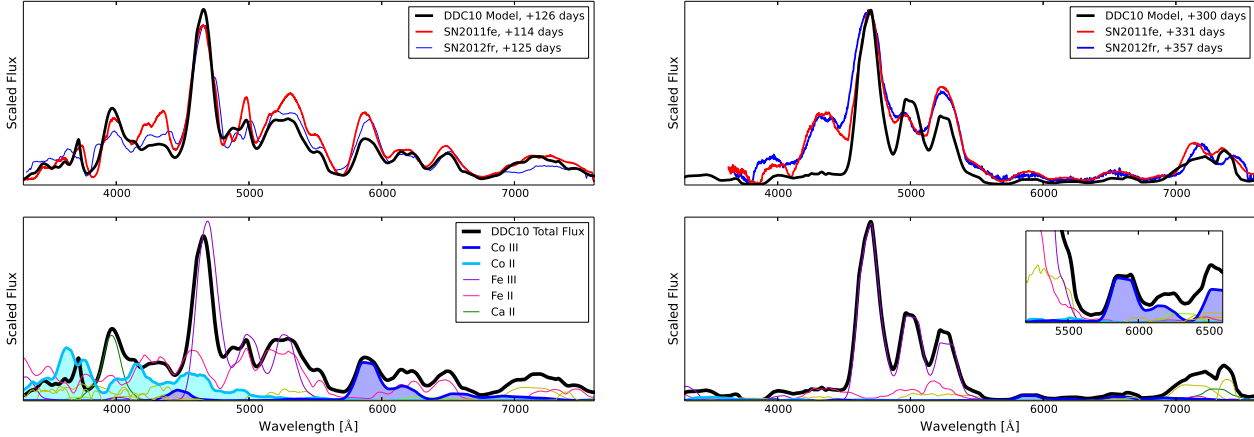 DDC10 Model, +126 days
SN2011fe, +114 days
SN2012fr, +125 days
Scaled Flux
4000 5000 6000 7000
DDC10 Model, +300 days
SN2011fe, +331 days
SN2012fr, +357 days
Scaled Flux
4000 5000 6000 7000
DDC10 Total Flux
Co III
Co II
Fe III
Fe II
Ca II
Scaled Flux
4000 5000 6000 7000
Wavelength [Å]
5500 6000 6500
Scaled Flux
4000 5000 6000 7000
Wavelength [Å]